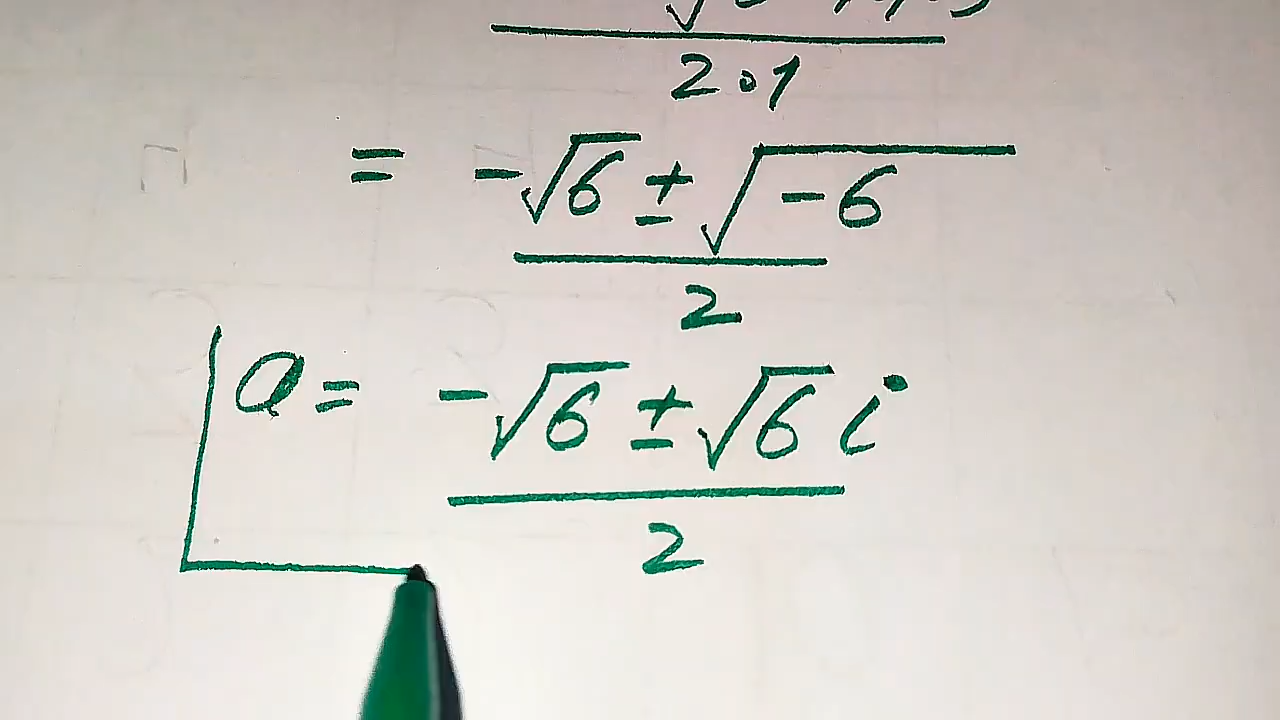 2·1
= -√6 ± √-6
2
a = -√6 ± √6 i
2